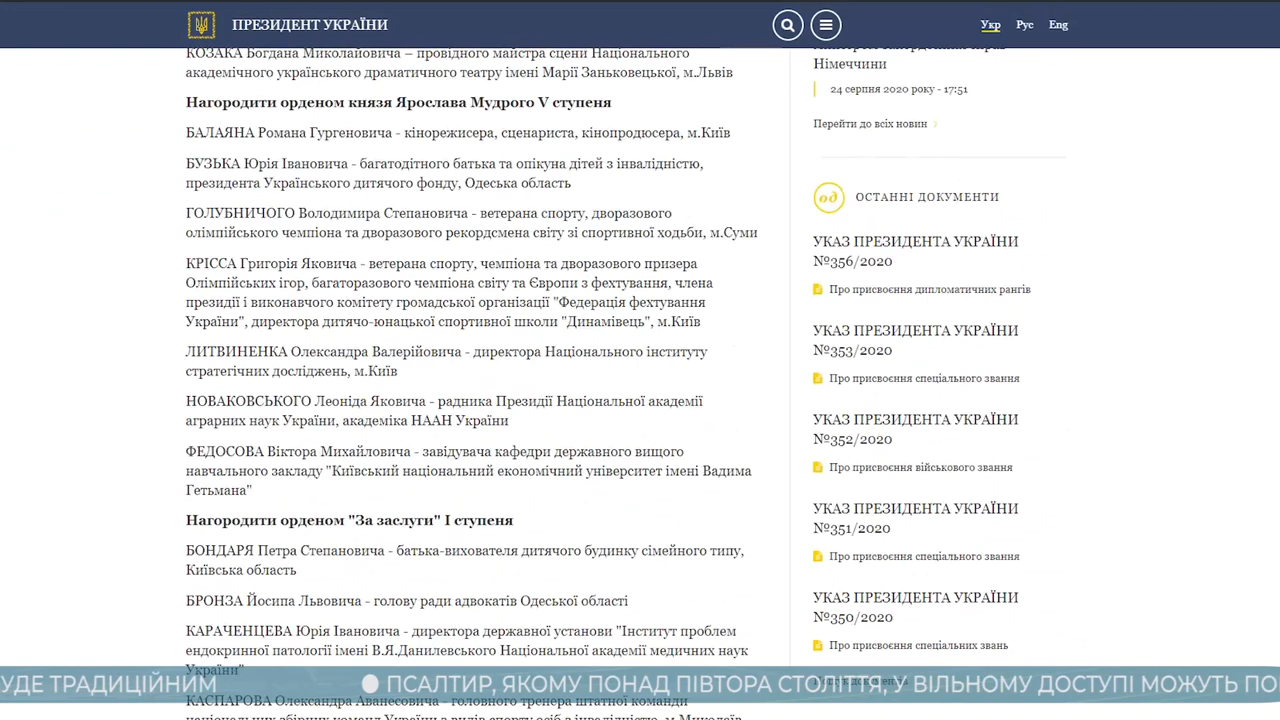 ПРЕЗИДЕНТ УКРАЇНИ
Укр Рус Eng
КОЗАКА Богдана Миколайовича – провідного майстра сцени Національного
академічного українського драматичного театру імені Марії Заньковецької, м.Львів
Нагородити орденом князя Ярослава Мудрого V ступеня
БАЛАЯНА Романа Гургеновича - кінорежисера, сценариста, кінопродюсера, м.Київ
БУЗЬКА Юрія Івановича - багатодітного батька та опікуна дітей з інвалідністю,
президента Українського дитячого фонду, Одеська область
ГОЛУБНИЧОГО Володимира Степановича - ветерана спорту, дворазового
олімпійського чемпіона та дворазового рекордсмена світу зі спортивної ходьби, м.Суми
КРІССА Григорія Яковича - ветерана спорту, чемпіона та дворазового призера
Олімпійських ігор, багаторазового чемпіона світу та Європи з фехтування, члена
президії і виконавчого комітету громадської організації "Федерація фехтування
України", директора дитячо-юнацької спортивної школи "Динамівець", м.Київ
ЛИТВИНЕНКА Олександра Валерійовича - директора Національного інституту
стратегічних досліджень, м.Київ
НОВАКОВСЬКОГО Леоніда Яковича - радника Президії Національної академії
аграрних наук України, академіка НААН України
ФЕДОСОВА Віктора Михайловича - завідувача кафедри державного вищого
навчального закладу "Київський національний економічний університет імені Вадима
Гетьмана"
Нагородити орденом "За заслуги" І ступеня
БОНДАРЯ Петра Степановича - батька-вихователя дитячого будинку сімейного типу,
Київська область
БРОНЗА Йосипа Львовича - голову ради адвокатів Одеської області
КАРАЧЕНЦЕВА Юрія Івановича - директора державної установи "Інститут проблем
ендокринної патології імені В.Я.Данилевського Національної академії медичних наук
України"
КАСПАРОВА Олександра Аванесовича - головного тренера штатної команди
національних збірних команд України з видів спорту осіб з інвалідністю, м.Миколаїв
Німеччини
24 серпня 2020 року - 17:51
Перейти до всіх новин
од ОСТАННІ ДОКУМЕНТИ
УКАЗ ПРЕЗИДЕНТА УКРАЇНИ
№356/2020
Про присвоєння дипломатичних рангів
УКАЗ ПРЕЗИДЕНТА УКРАЇНИ
№353/2020
Про присвоєння спеціального звання
УКАЗ ПРЕЗИДЕНТА УКРАЇНИ
№352/2020
Про присвоєння військового звання
УКАЗ ПРЕЗИДЕНТА УКРАЇНИ
№351/2020
Про присвоєння спеціального звання
УКАЗ ПРЕЗИДЕНТА УКРАЇНИ
№350/2020
Про присвоєння спеціальних звань
УДЕ ТРАДИЦІЙНИМ ● ПСАЛТИР, ЯКОМУ ПОНАД ПІВТОРА СТОЛІТТЯ, У ВІЛЬНОМУ ДОСТУПІ МОЖУТЬ ПО